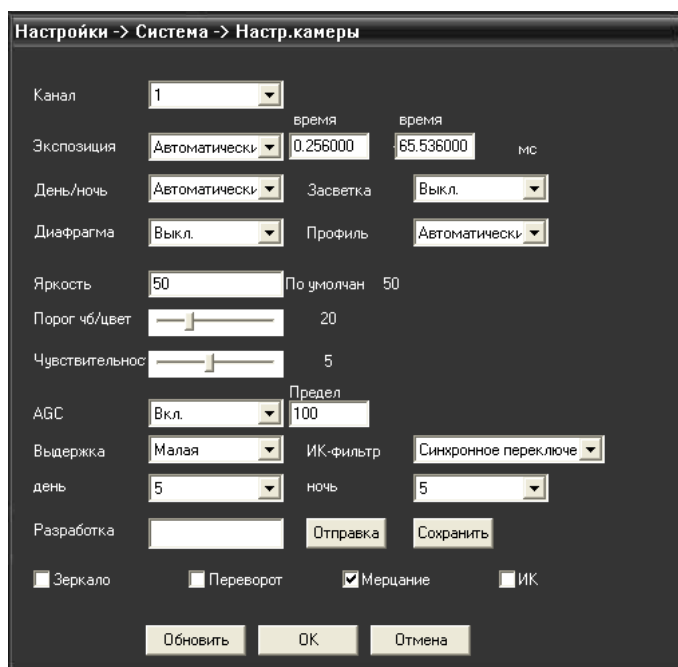 Настройки -> Система -> Настр.камеры
Канал 1
время время
Экспозиция Автоматически 0.256000 65.536000 мс
День/ночь Автоматически Засветка Выкл.
Диафрагма Выкл. Профиль Автоматически
Яркость 50 По умолчан 50
Порог чб/цвет 20
Чувствительнос 5
Предел
AGC Вкл. 100
Выдержка Малая ИК-фильтр Синхронное переключе
день 5 ночь 5
Разработка Отправка Сохранить
Зеркало Переворот Мерцание ИК
Обновить OK Отмена